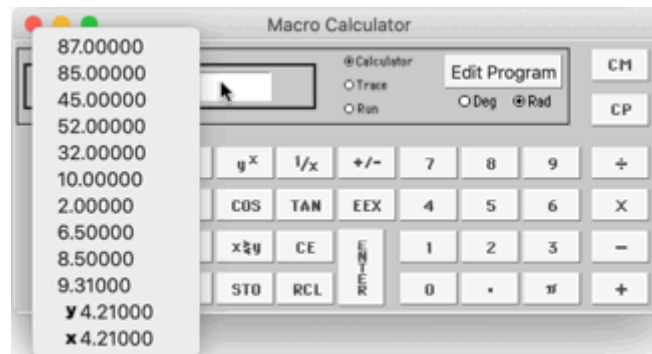 Macro Calculator
87.00000
85.00000
45.00000
52.00000
32.00000
10.00000
2.00000
6.50000
8.50000
9.31000
y 4.21000
x 4.21000
Calculator
Trace
Run
Edit Program
Deg Rad
CM
CP
yˣ 1/x +/- 7 8 9 ÷
COS TAN EEX 4 5 6 ×
x⇆y CE ENTER 1 2 3 −
STO RCL 0 . π +